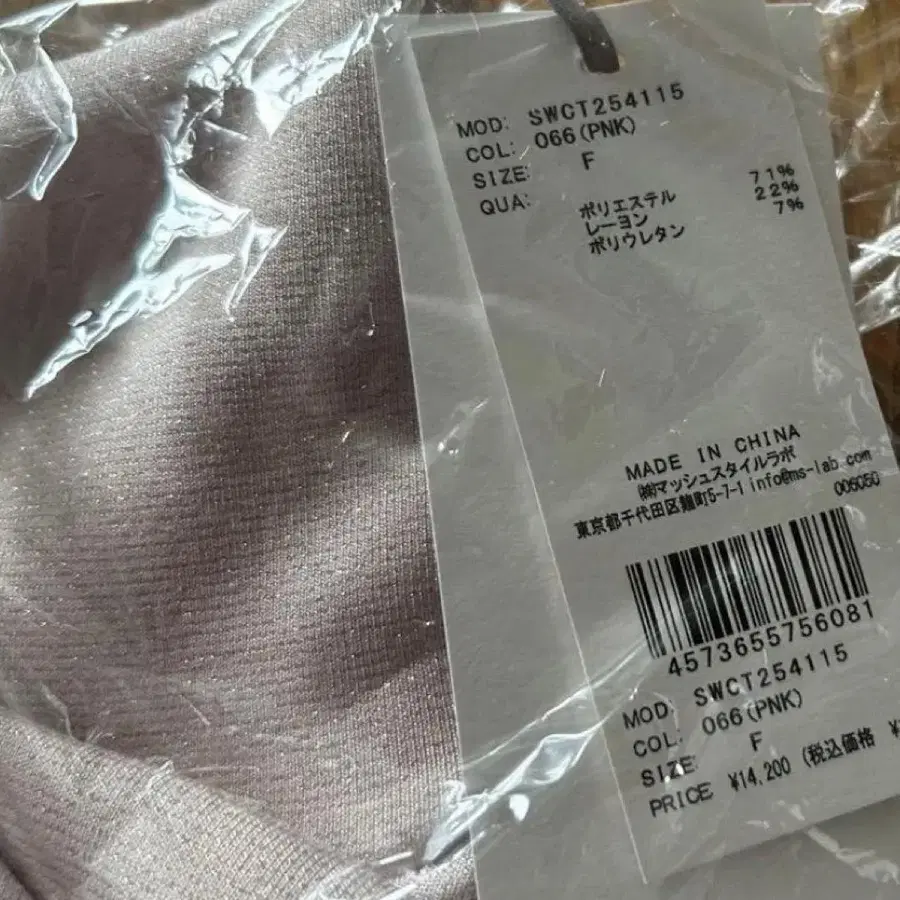 MOD: SWCT254115
COL: 066(PNK)
SIZE: F
QUA: ポリエステル 71%
レーヨン 22%
ポリウレタン 7%
MADE IN CHINA
㈱マッシュスタイルラボ
東京都千代田区麹町5-7-1 info@ms-lab.com
006060
4573655756081
MOD: SWCT254115
COL: 066(PNK)
SIZE: F
PRICE: ¥14,200 (税込価格 ¥